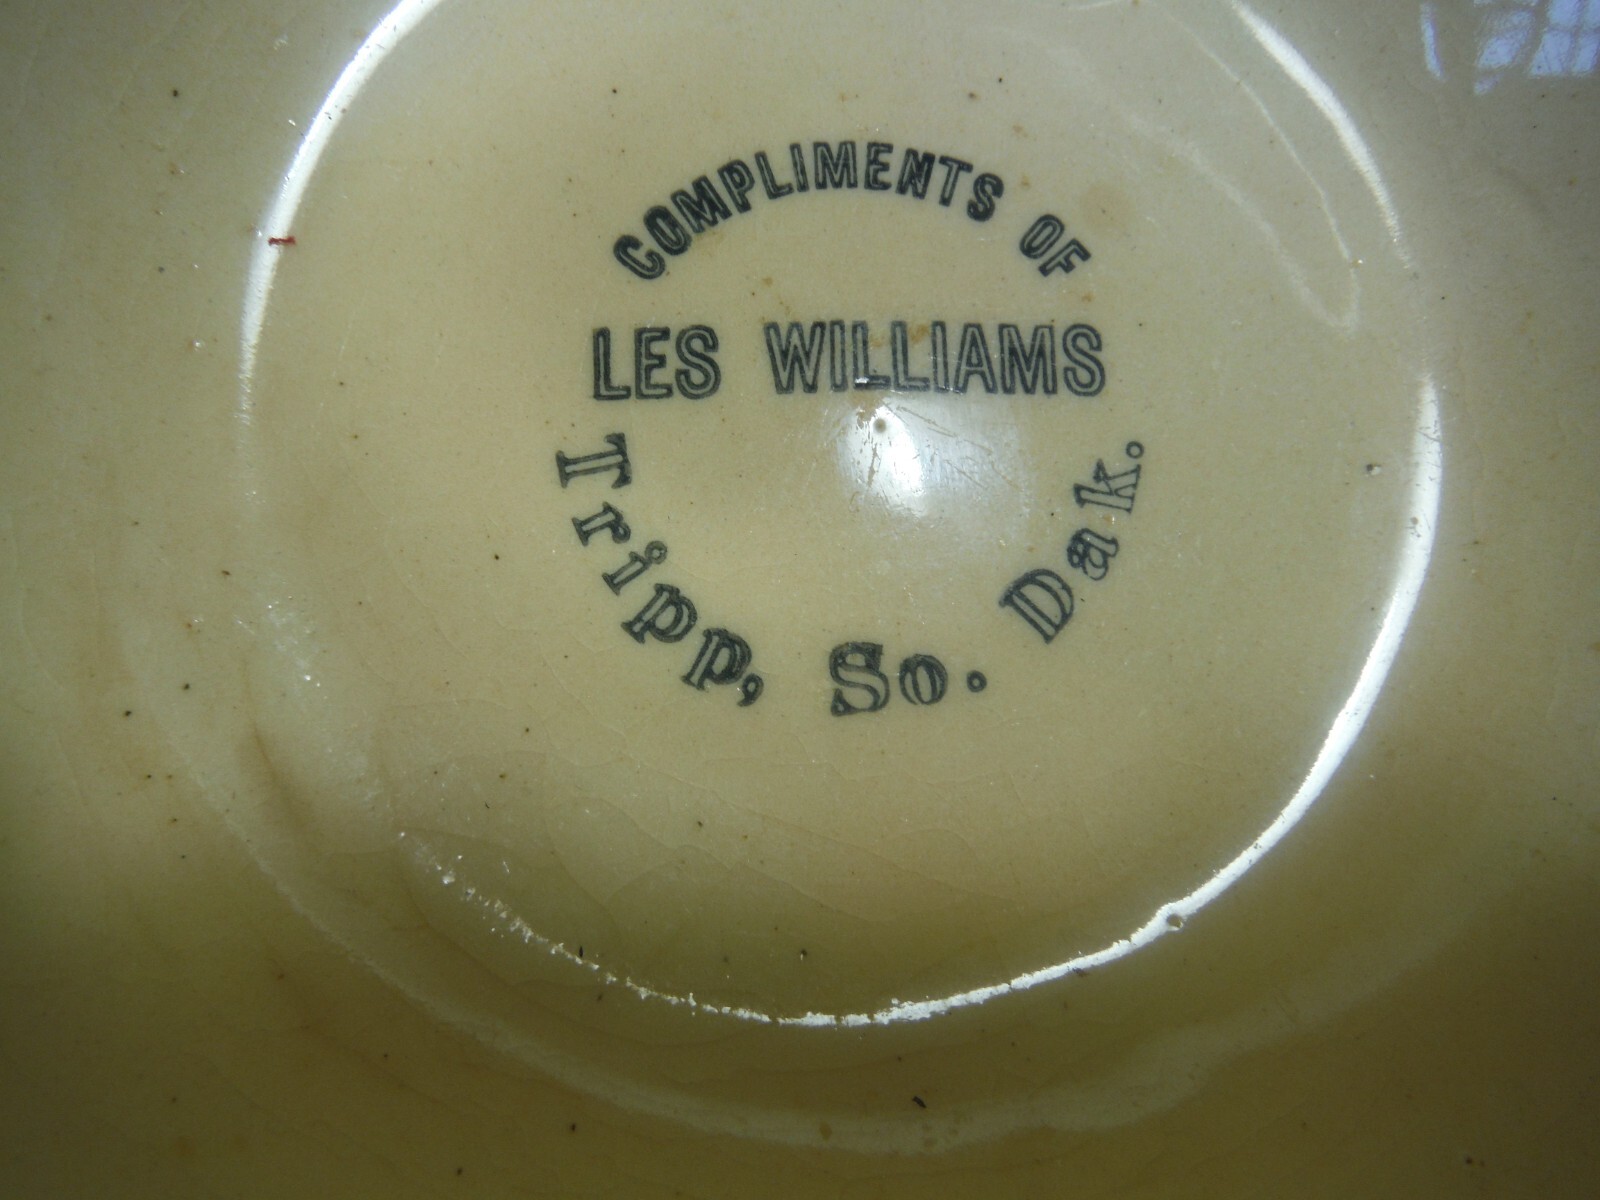 COMPLIMENTS OF
LES WILLIAMS
Tripp, So. Dak.